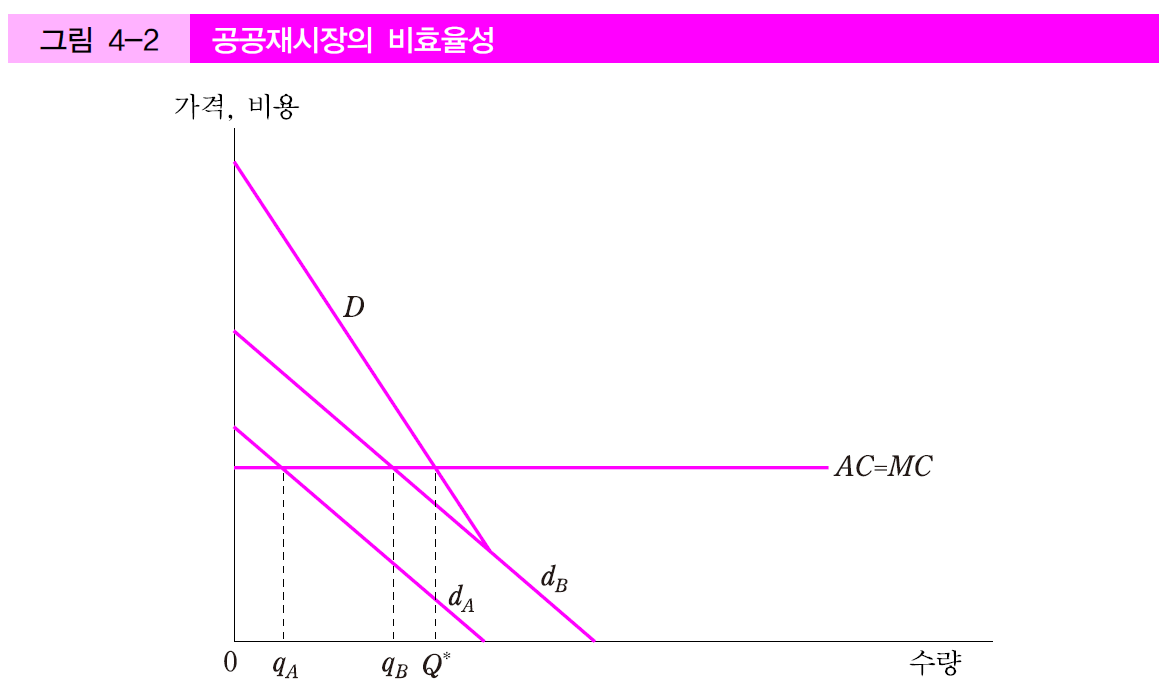 그림 4-2 공공재시장의 비효율성
가격, 비용
D
AC=MC
d_B
d_A
0 q_A q_B Q* 수량